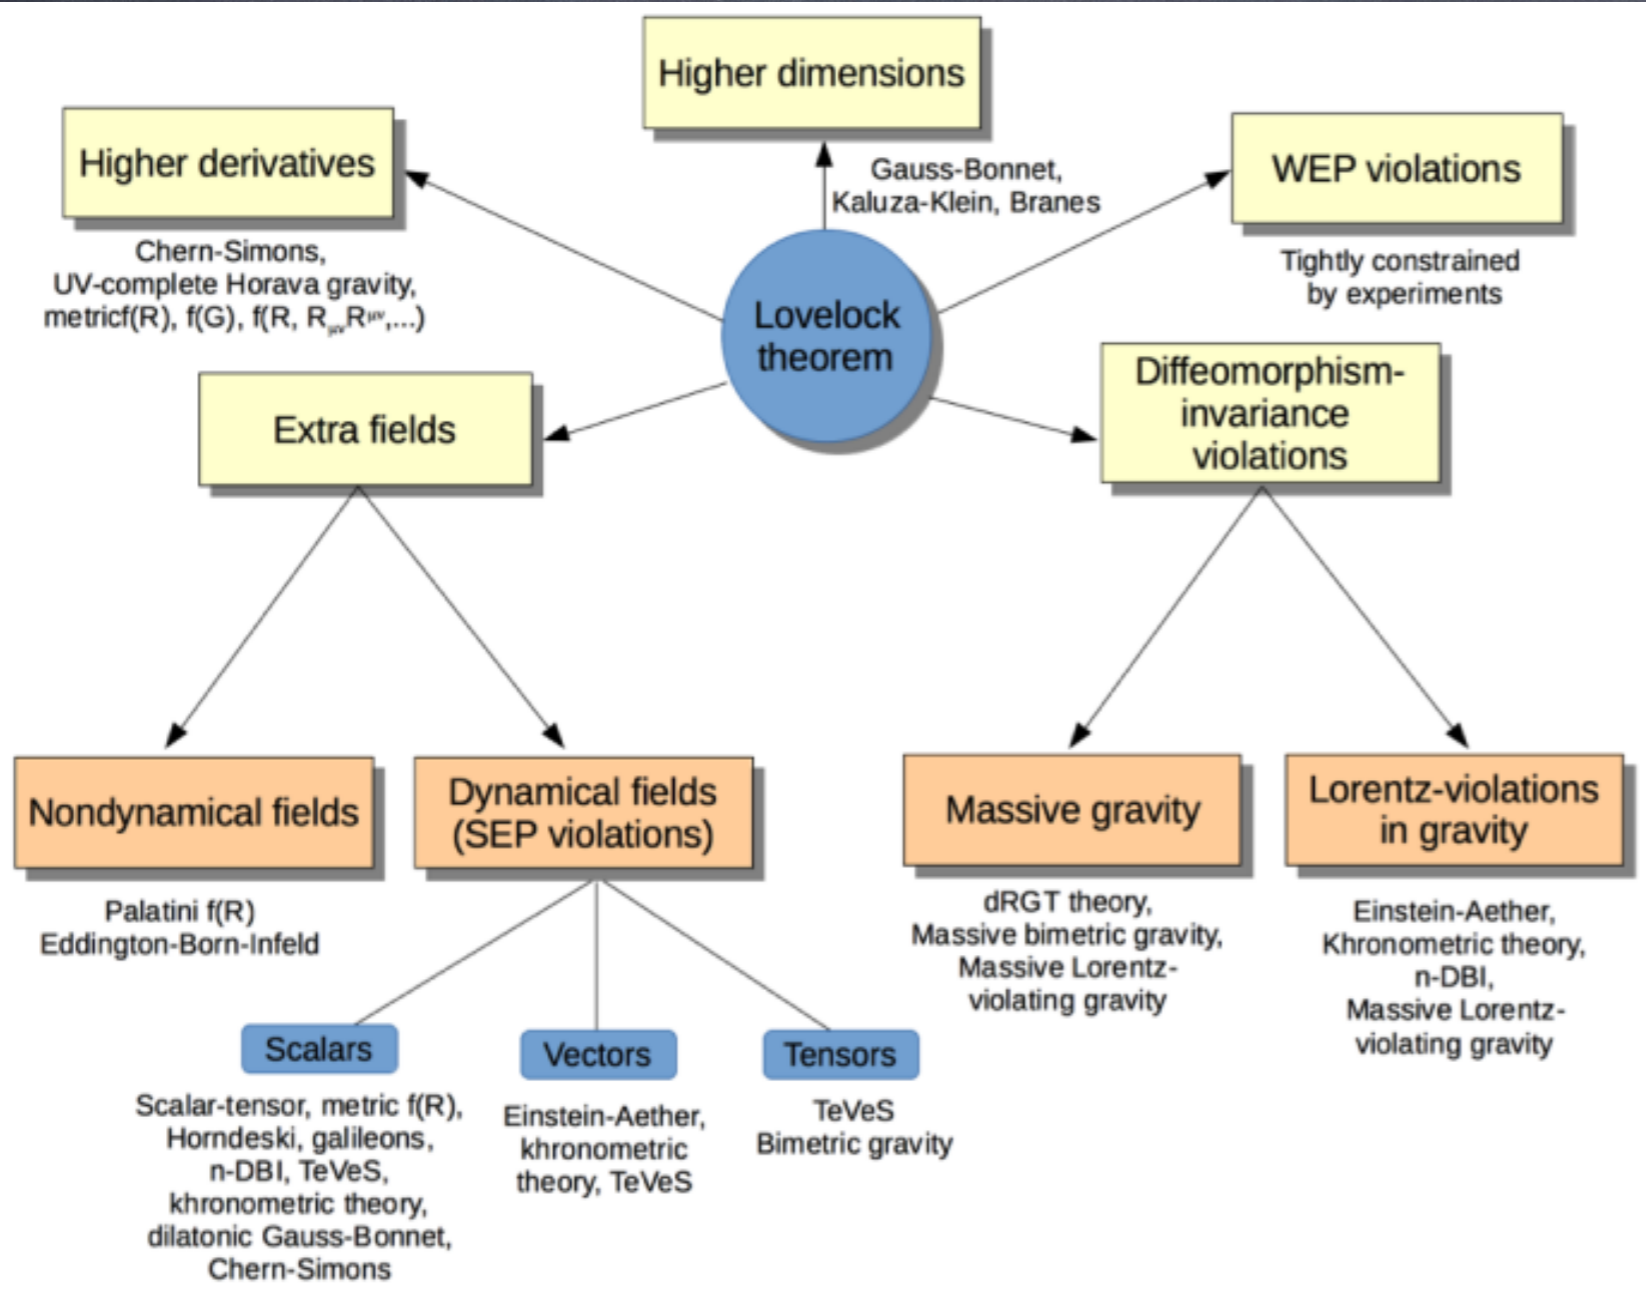 Higher dimensions
Gauss-Bonnet,
Kaluza-Klein, Branes
Higher derivatives
Chern-Simons,
UV-complete Horava gravity,
metricf(R), f(G), f(R, RμνRμν,...)
WEP violations
Tightly constrained
by experiments
Lovelock
theorem
Extra fields
Diffeomorphism-
invariance
violations
Nondynamical fields
Palatini f(R)
Eddington-Born-Infeld
Dynamical fields
(SEP violations)
Scalars
Scalar-tensor, metric f(R),
Horndeski, galileons,
n-DBI, TeVeS,
khronometric theory,
dilatonic Gauss-Bonnet,
Chern-Simons
Vectors
Einstein-Aether,
khronometric
theory, TeVeS
Tensors
TeVeS
Bimetric gravity
Massive gravity
dRGT theory,
Massive bimetric gravity,
Massive Lorentz-
violating gravity
Lorentz-violations
in gravity
Einstein-Aether,
Khronometric theory,
n-DBI,
Massive Lorentz-
violating gravity